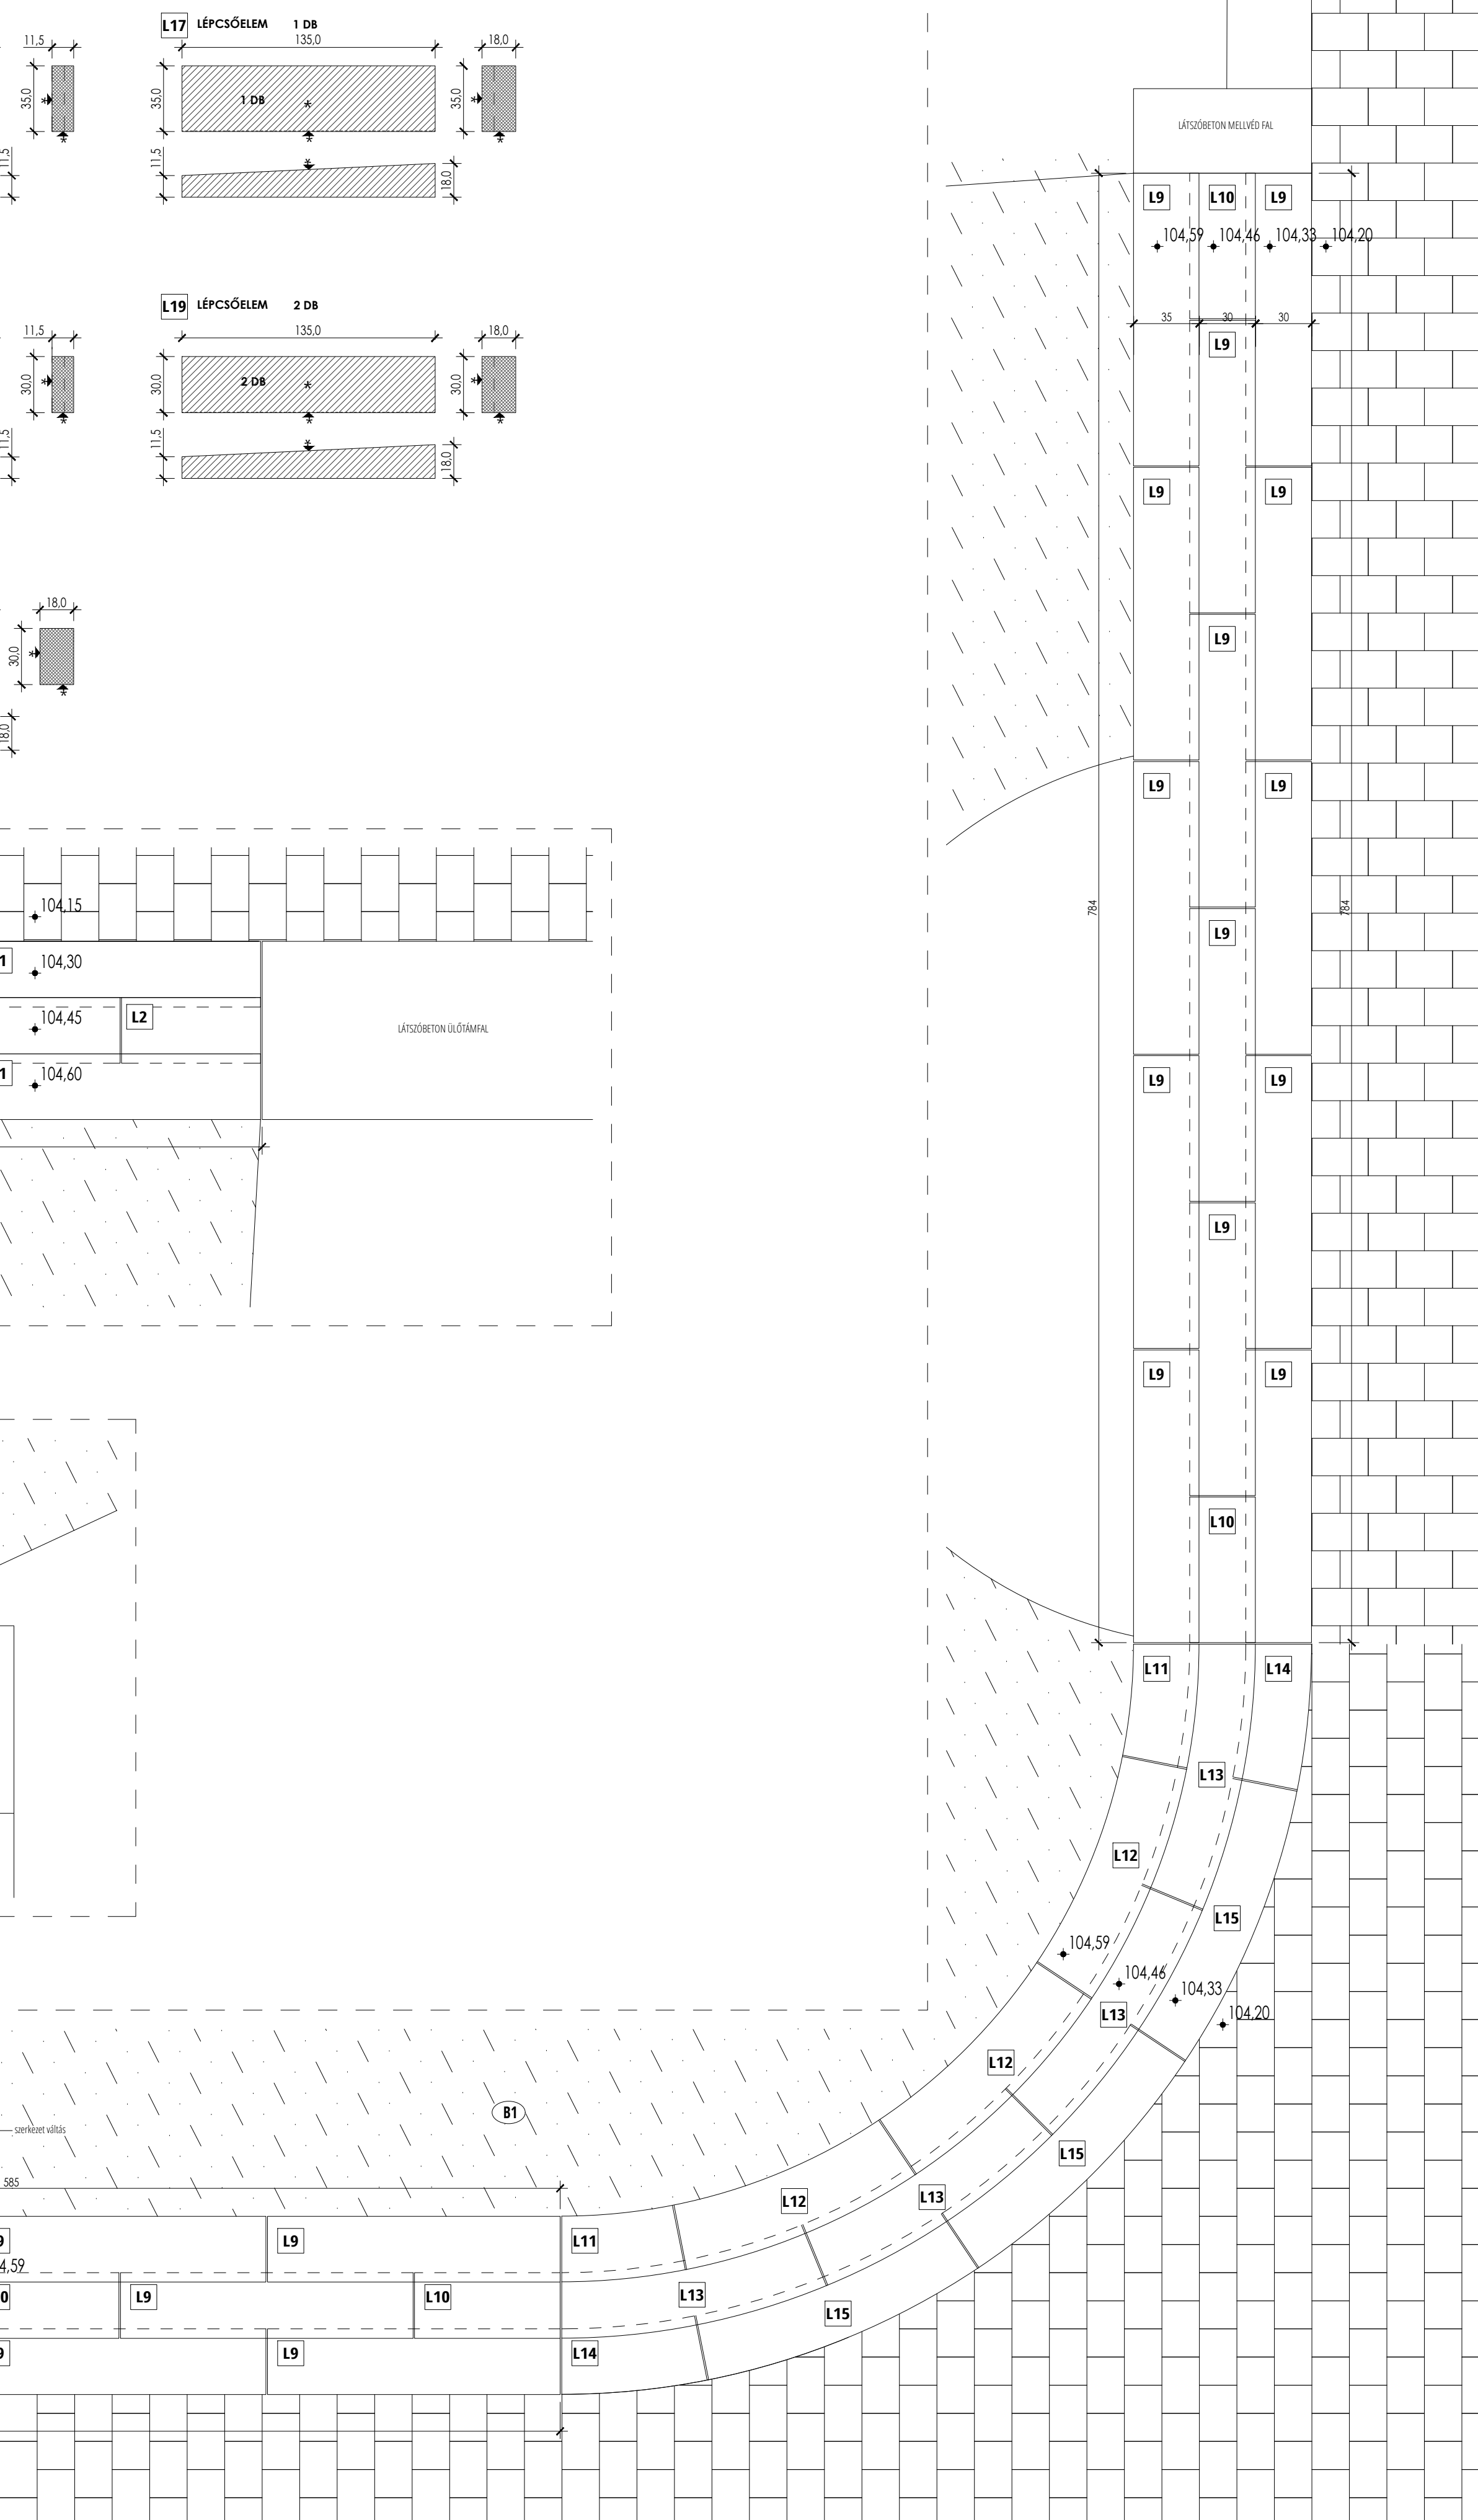 L17 LÉPCSŐELEM 1 DB
11,5
135,0
18,0
35,0
35,0
1 DB
*
35,0
11,5
11,5
18,0
L19 LÉPCSŐELEM 2 DB
11,5
135,0
18,0
30,0
30,0
2 DB
*
30,0
11,5
11,5
18,0
18,0
30,0
18,0
LÁTSZÓBETON MELLVÉD FAL
L9 L10 L9
104,59 104,46 104,33 104,20
35 30 30
L9
L9 L9
L9
L9 L9
784
784
L9
L9 L9
L9
L9 L9
L10
104,15
104,30
104,45
L2
104,60
LÁTSZÓBETON ÜLŐTÁMFAL
L11 L14
L13
L12
L15
104,59
104,46
104,33
104,20
L13
L12
L15
B1
szerkezet váltás
585
L12
L13
L9
L11
L9
L10
L13
L15
L9
L14